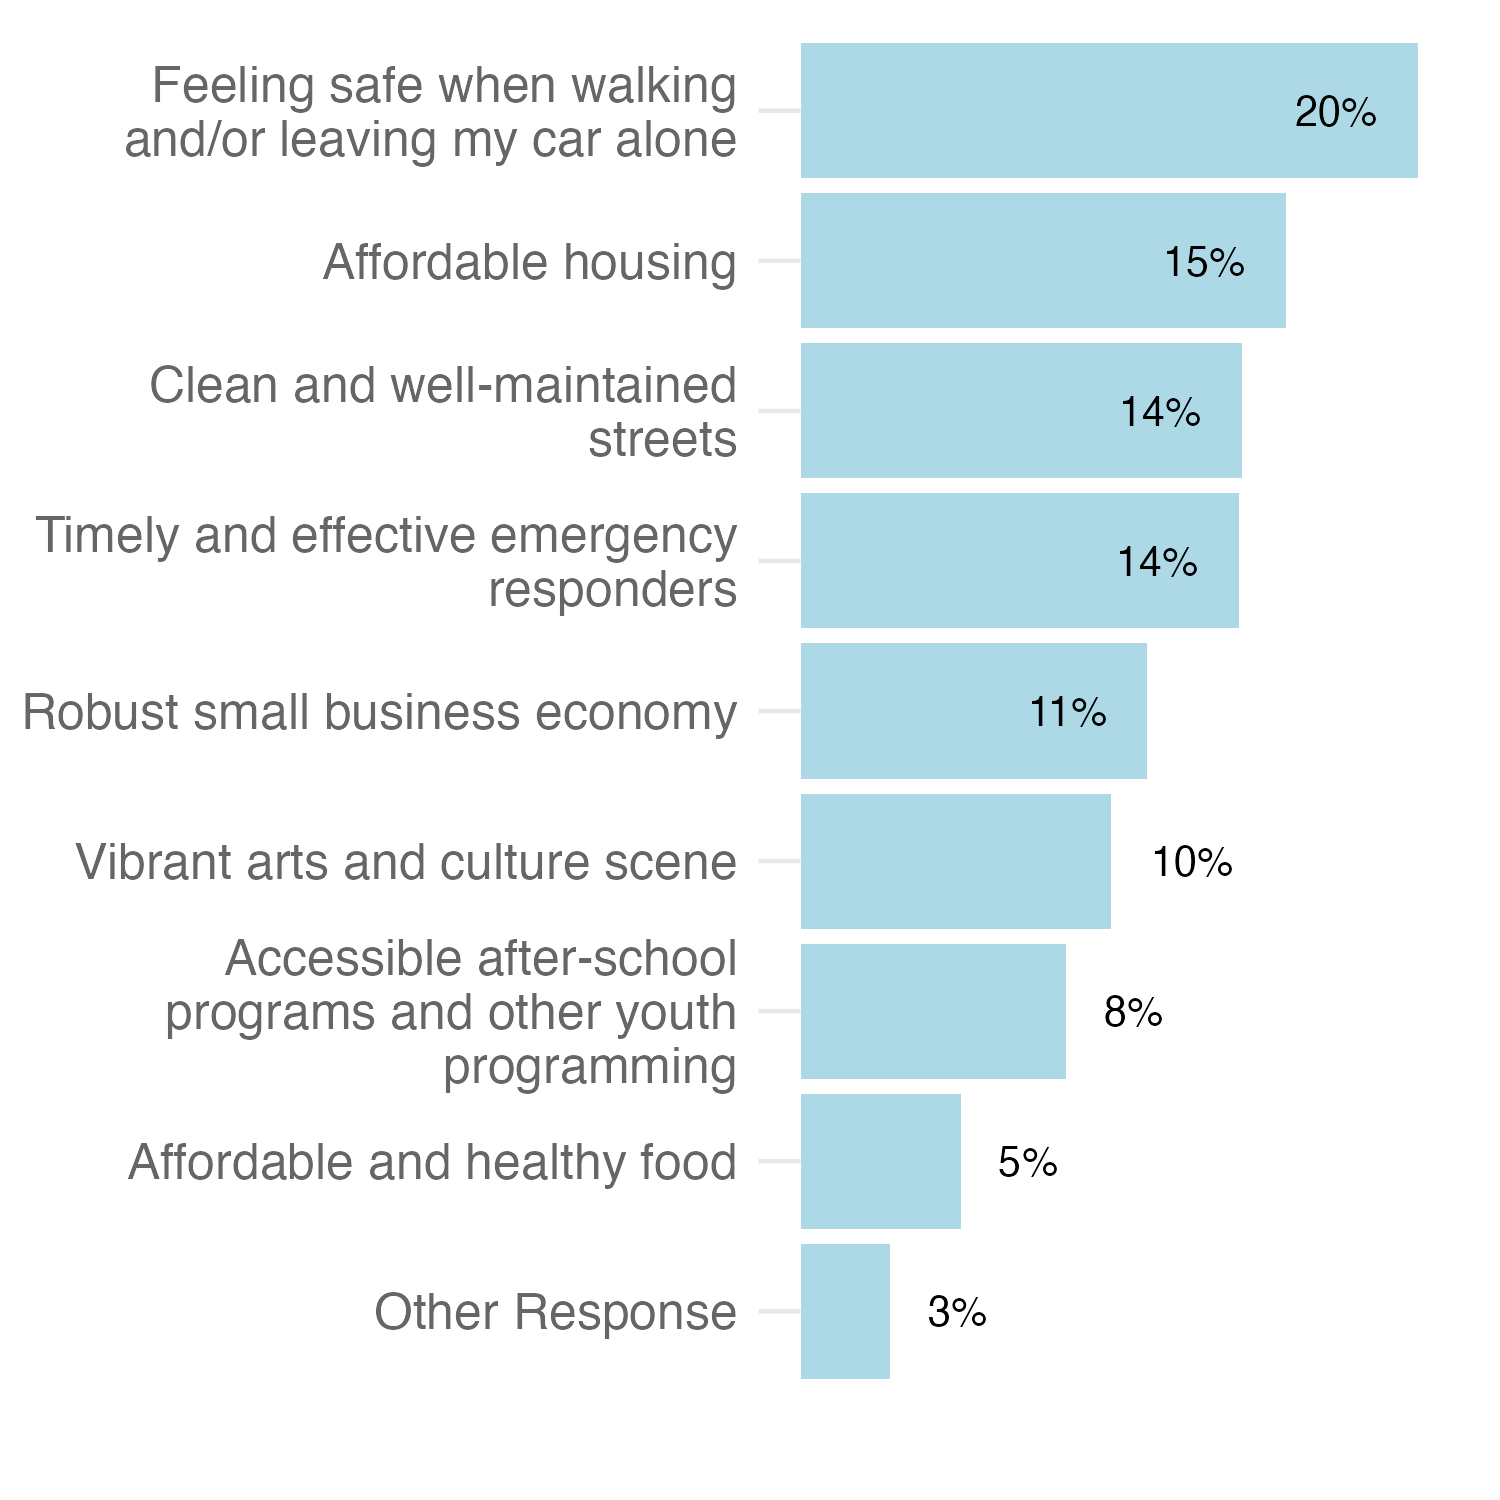 Feeling safe when walking
and/or leaving my car alone
20%
Affordable housing
15%
Clean and well-maintained
streets
14%
Timely and effective emergency
responders
14%
Robust small business economy
11%
Vibrant arts and culture scene
10%
Accessible after-school
programs and other youth
programming
8%
Affordable and healthy food
5%
Other Response
3%